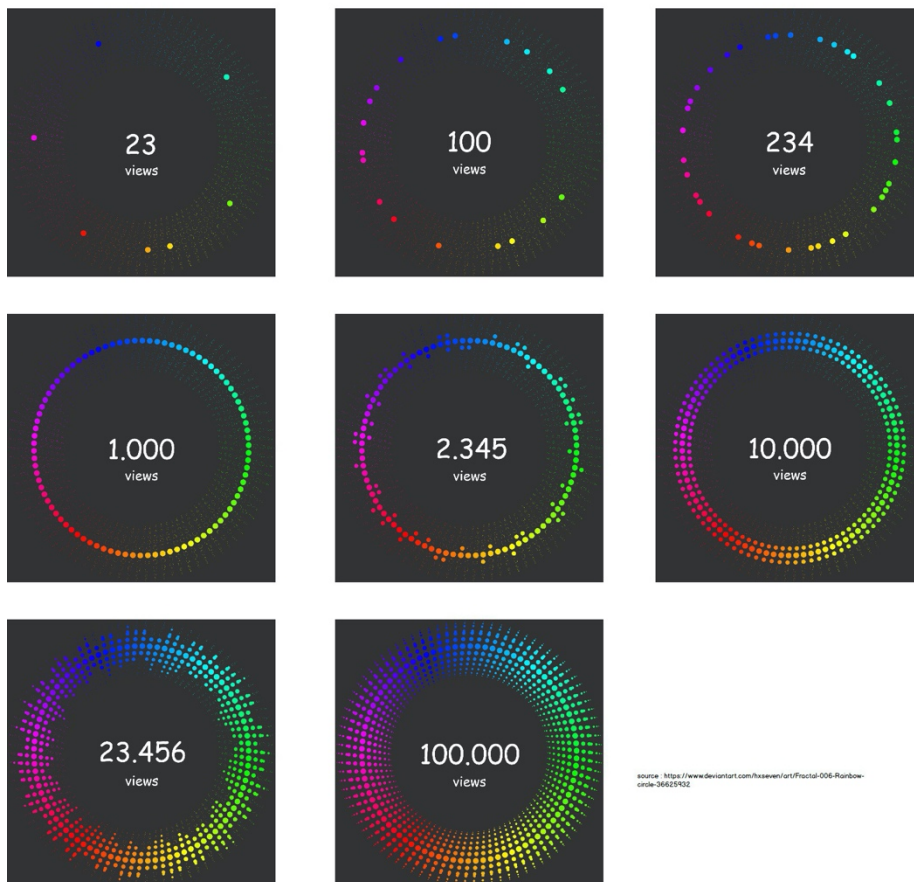 23
views
100
views
234
views
1.000
views
2.345
views
10.000
views
23.456
views
100.000
views
source : https://www.deviantart.com/hxseven/art/Fractal-006-Rainbow-
circle-36625932